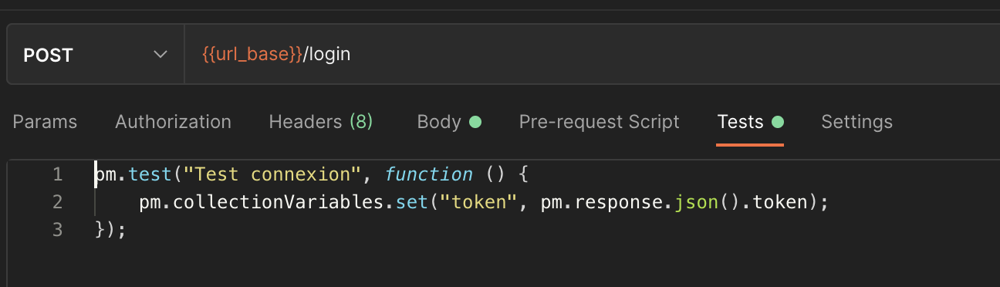 POST {{url_base}}/login
Params Authorization Headers (8) Body Pre-request Script Tests Settings
1 pm.test("Test connexion", function () {
2 pm.collectionVariables.set("token", pm.response.json().token);
3 });